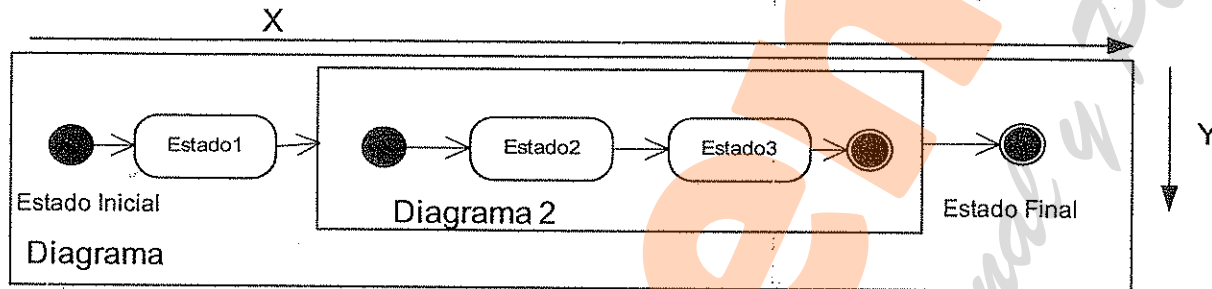 X
Y
Estado1
Estado2
Estado3
Estado Inicial
Diagrama 2
Estado Final
Diagrama